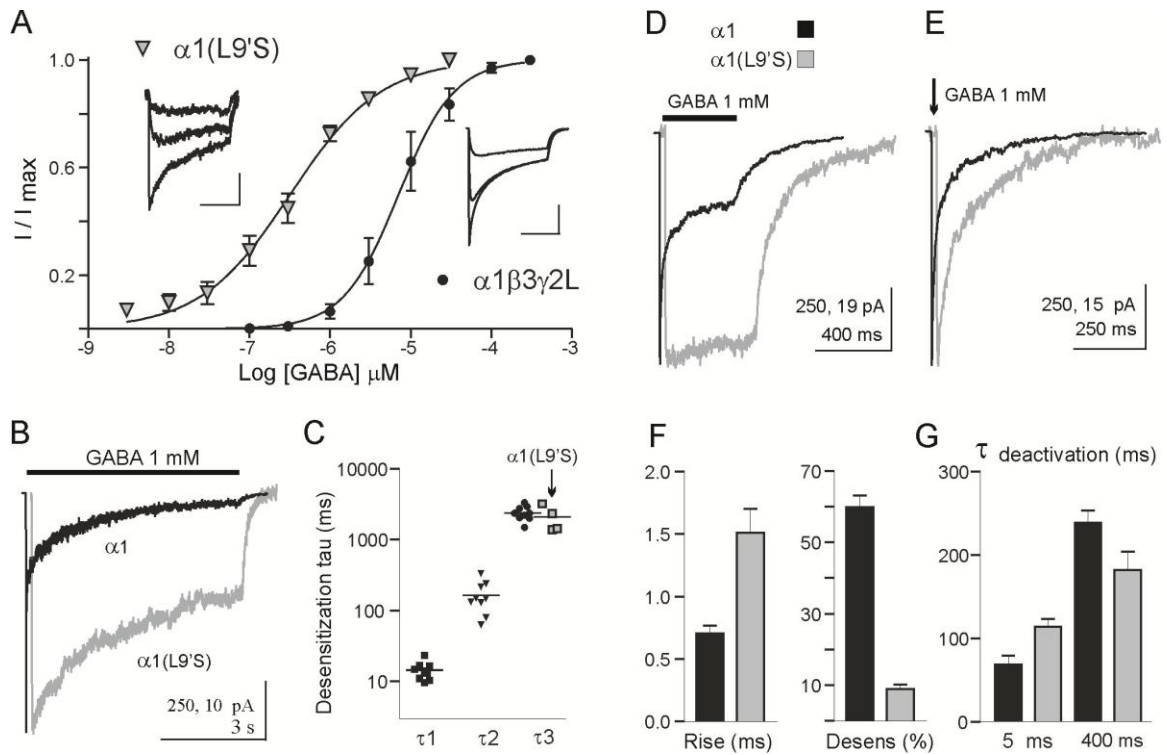 A
α1(L9'S)
1.0
0.6
0.2
I / I max
α1β3γ2L
-9 -8 -7 -6 -5 -4 -3
Log [GABA] μM
D
α1
α1(L9'S)
GABA 1 mM
250, 19 pA
400 ms
E
GABA 1 mM
250, 15 pA
250 ms
B
GABA 1 mM
α1
α1(L9'S)
250, 10 pA
3 s
C
α1(L9'S)
Desensitization tau (ms)
10000
1000
100
10
τ1 τ2 τ3
F
2.0
1.5
1.0
0.5
0.0
Rise (ms)
70
50
30
10
Desens (%)
G
τ deactivation (ms)
300
200
100
0
5 ms 400 ms